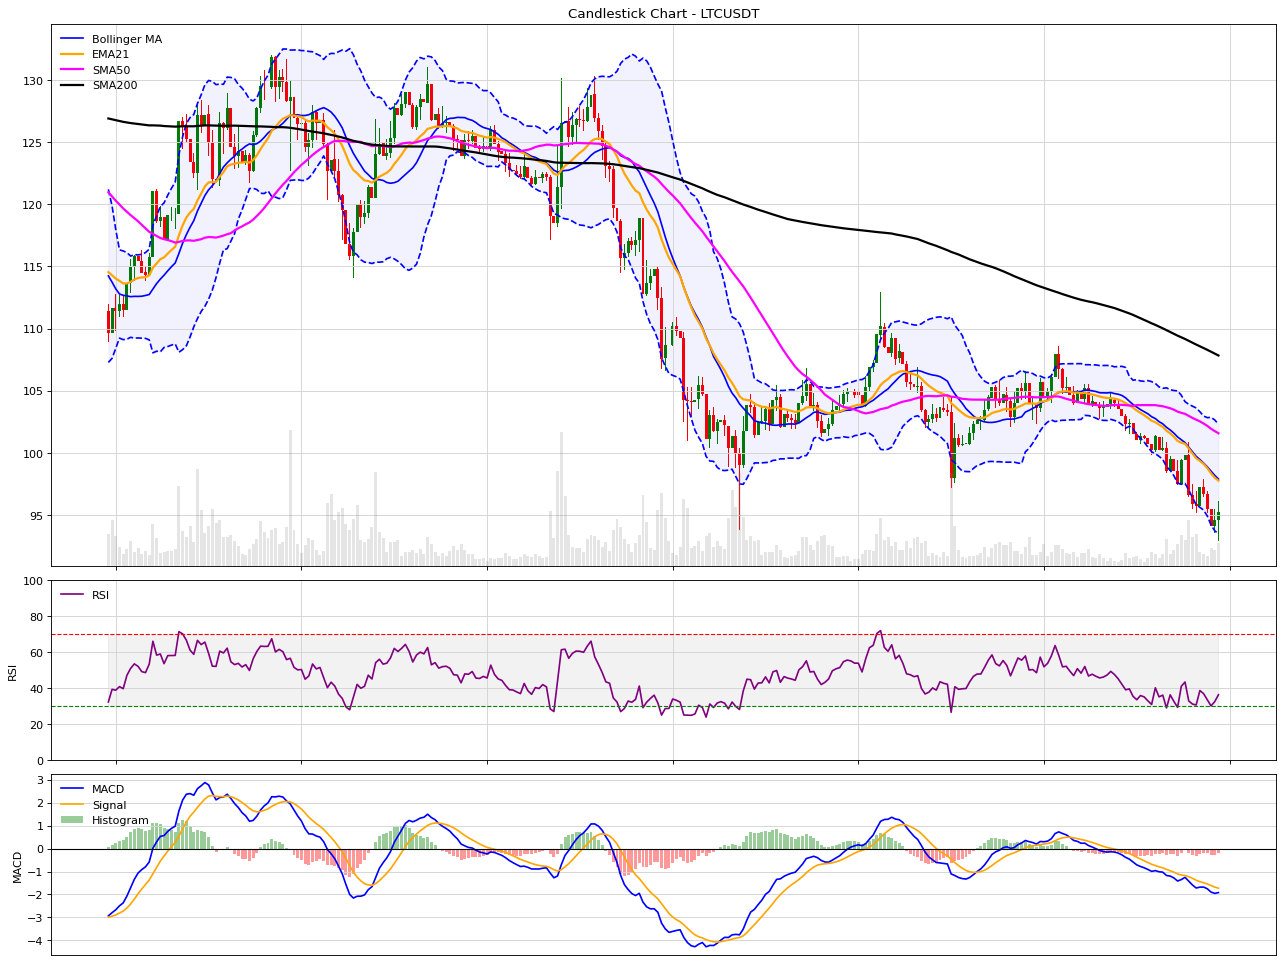 Candlestick Chart - LTCUSDT
Bollinger MA
EMA21
SMA50
SMA200
130
125
120
115
110
105
100
95
RSI
100
80
60
40
20
0
RSI
MACD
Signal
Histogram
3
2
1
0
−1
−2
−3
−4
MACD